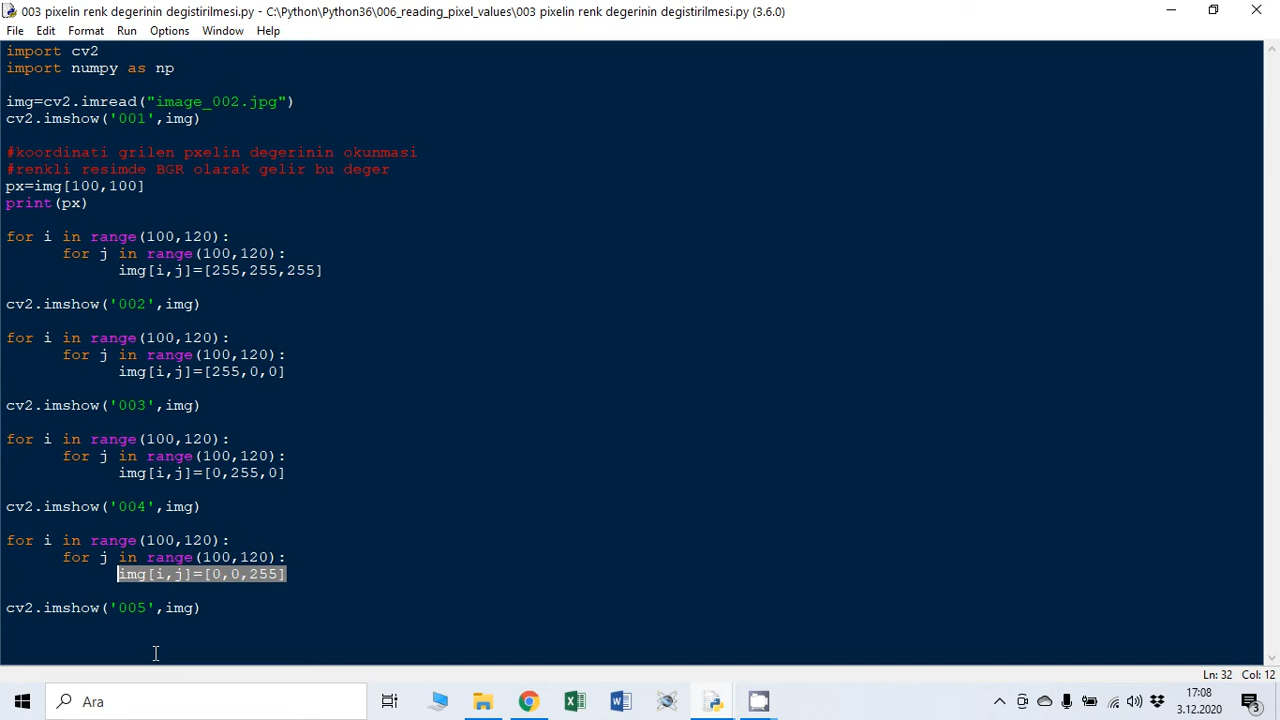 003 pixelin renk degerinin degistirilmesi.py - C:\Python\Python36\006_reading_pixel_values\003 pixelin renk degerinin degistirilmesi.py (3.6.0)
File Edit Format Run Options Window Help
import cv2
import numpy as np
img=cv2.imread("image_002.jpg")
cv2.imshow('001',img)
#koordinati grilen pxelin degerinin okunmasi
#renkli resimde BGR olarak gelir bu deger
px=img[100,100]
print(px)
for i in range(100,120):
for j in range(100,120):
img[i,j]=[255,255,255]
cv2.imshow('002',img)
for i in range(100,120):
for j in range(100,120):
img[i,j]=[255,0,0]
cv2.imshow('003',img)
for i in range(100,120):
for j in range(100,120):
img[i,j]=[0,255,0]
cv2.imshow('004',img)
for i in range(100,120):
for j in range(100,120):
img[i,j]=[0,0,255]
cv2.imshow('005',img)
Ln: 32 Col: 12
Ara
17:08
3.12.2020
3